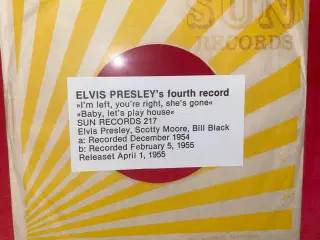 SUN
RECORDS
ELVIS PRESLEY's fourth record
»I'm left, you're right, she's gone«
»Baby, let's play house«
SUN RECORDS 217
Elvis Presley, Scotty Moore, Bill Black
a: Recorded December 1954
b: Recorded February 5, 1955
Releaset April 1, 1955